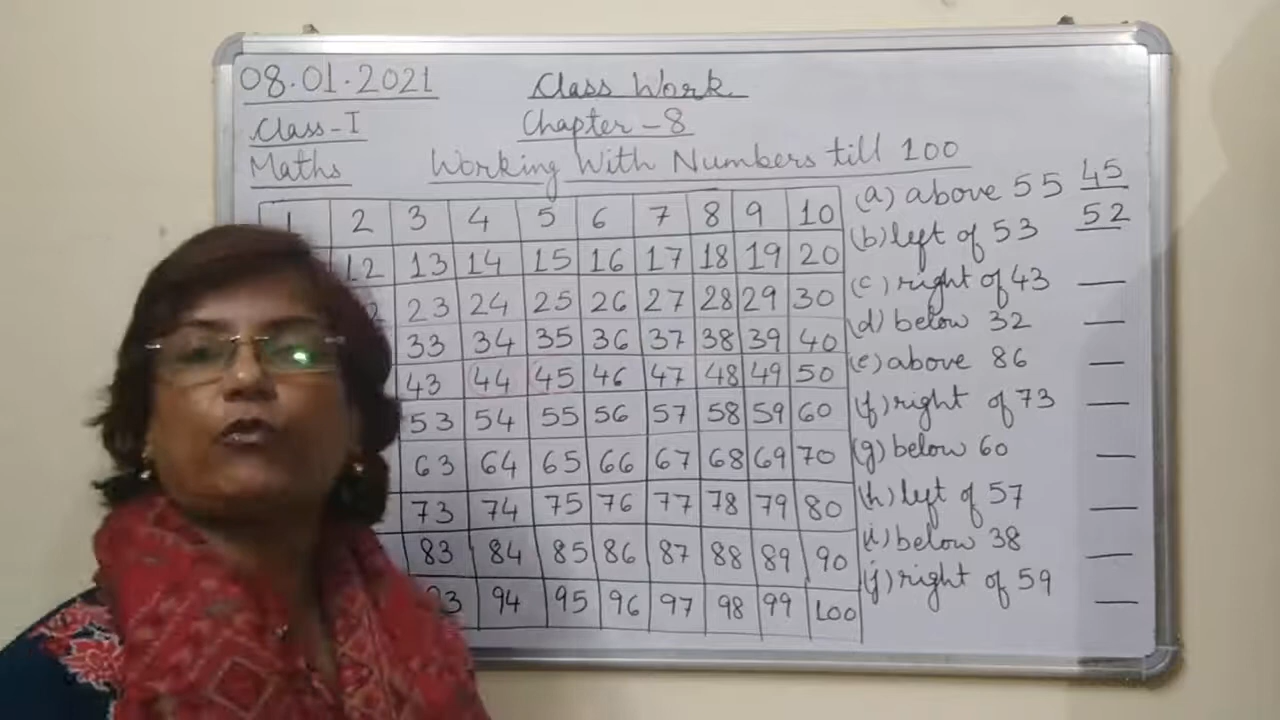 08.01.2021 Class Work
Class-I Chapter-8
Maths Working With Numbers till 100
1 2 3 4 5 6 7 8 9 10
12 13 14 15 16 17 18 19 20
23 24 25 26 27 28 29 30
33 34 35 36 37 38 39 40
43 44 45 46 47 48 49 50
53 54 55 56 57 58 59 60
63 64 65 66 67 68 69 70
73 74 75 76 77 78 79 80
83 84 85 86 87 88 89 90
94 95 96 97 98 99 100
(a) above 55 45
(b) left of 53 52
(c) right of 43
(d) below 32
(e) above 86
(f) right of 73
(g) below 60
(h) left of 57
(i) below 38
(j) right of 59